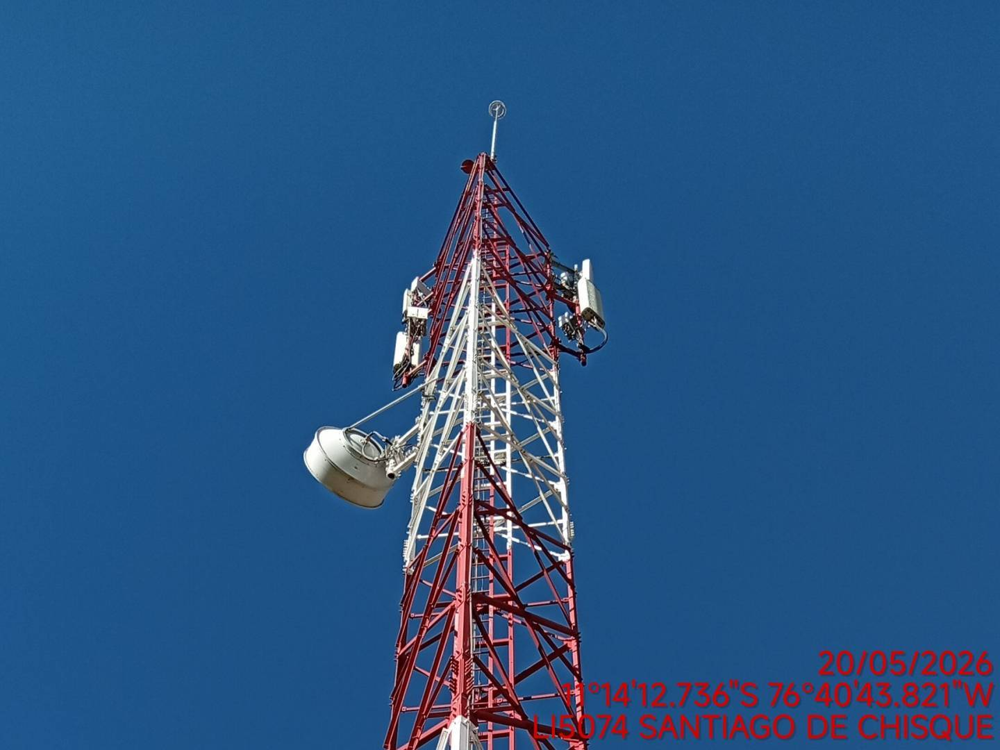 20/05/2026
11°14'12.736"S 76°40'43.821"W
LI5074 SANTIAGO DE CHISQUE